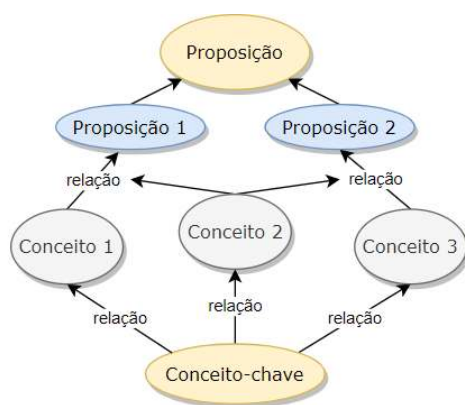 Proposição
Proposição 1
Proposição 2
relação
relação
Conceito 1
Conceito 2
Conceito 3
relação
relação
relação
Conceito-chave